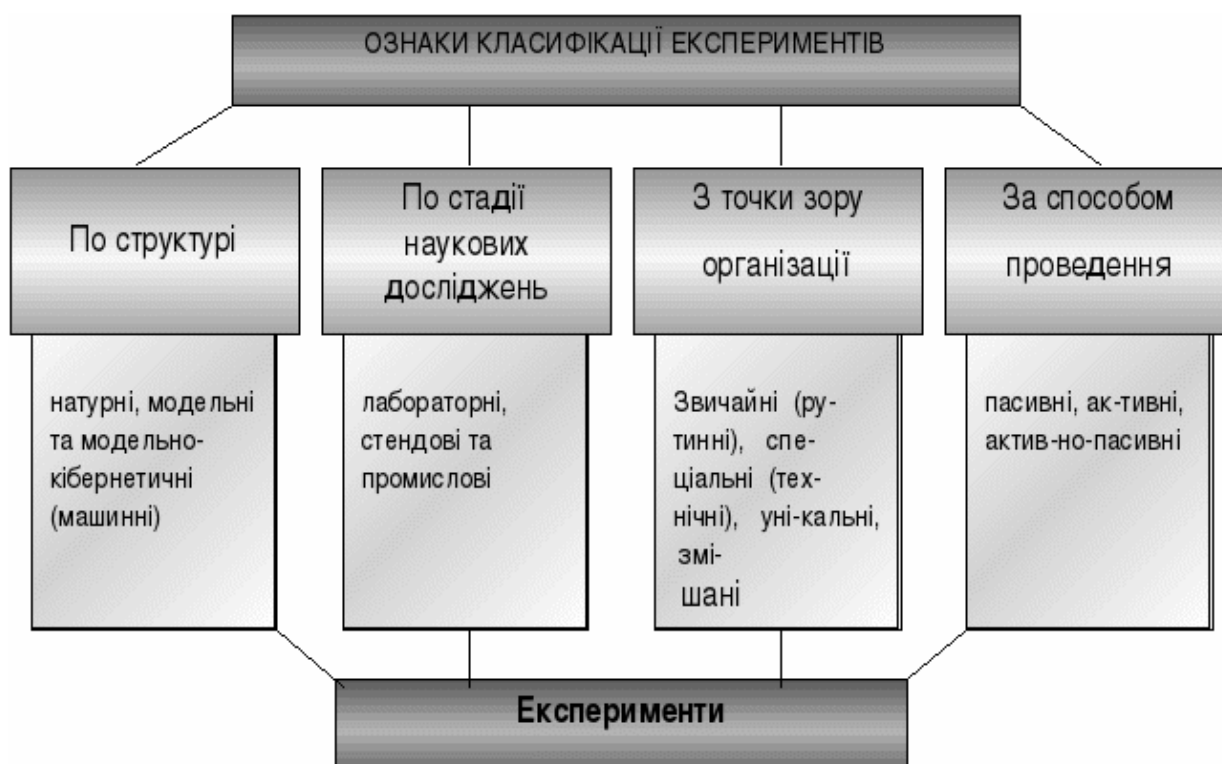 ОЗНАКИ КЛАСИФІКАЦІЇ ЕКСПЕРИМЕНТІВ
По структурі
По стадії
наукових
досліджень
З точки зору
організації
За способом
проведення
натурні, модельні
та модельно-
кібернетичні
(машинні)
лабораторні,
стендові та
промислові
Звичайні (ру-
тинні), спе-
ціальні (тех-
нічні), уні-кальні,
змі-
шані
пасивні, ак-тивні,
актив-но-пасивні
Експерименти